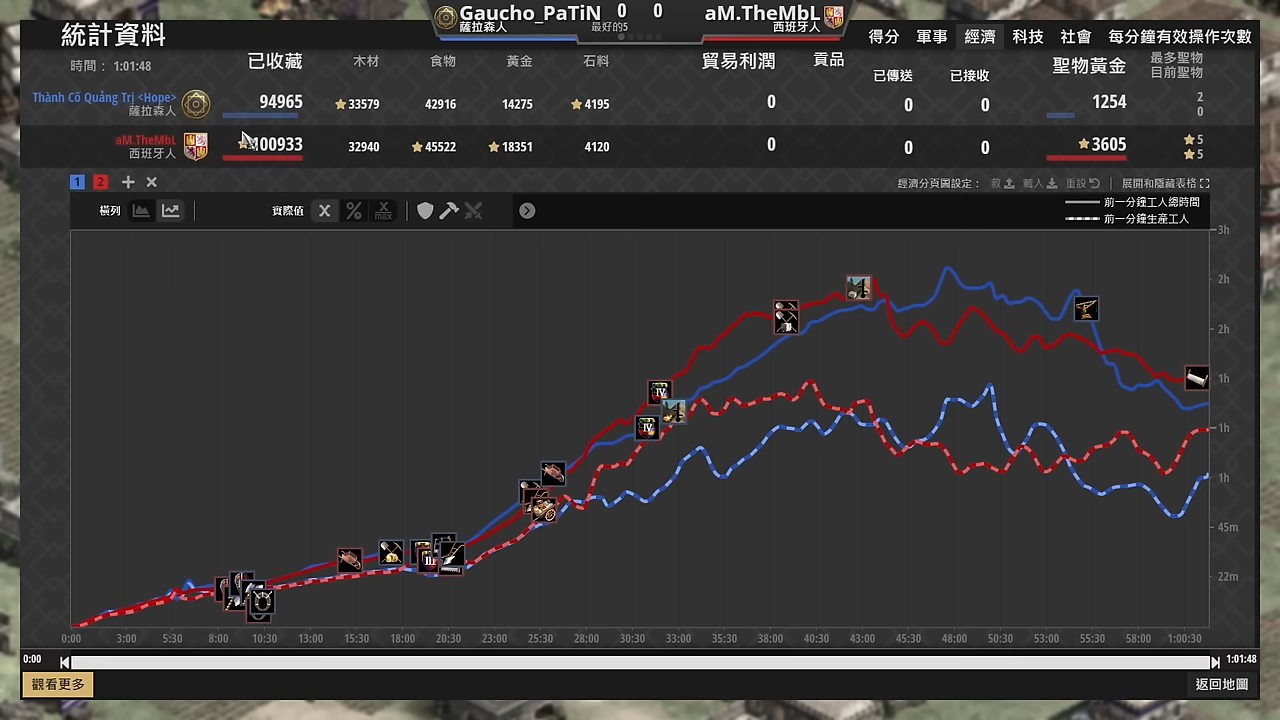 Gaucho_PaTiN 0 0 aM.TheMbL
薩拉森人 最好的5 西班牙人
統計資料
得分 軍事 經濟 科技 社會 每分鐘有效操作次數
時間： 1:01:48
已收藏 木材 食物 黃金 石料 貿易利潤 貢品 已傳送 已接收 聖物黃金 最多聖物
目前聖物
Thành Cổ Quảng Trị <Hope>
薩拉森人
94965 33579 42916 14275 4195 0 0 0 1254 2
0
aM.TheMbL
西班牙人
100933 32940 45522 18351 4120 0 0 0 3605 5
5
1 2
經濟分頁圖設定： 載入 重設 展開和隱藏表格
橫列 實際值 X % X max
前一分鐘工人總時間
前一分鐘生產工人
3h
2h
2h
1h
1h
1h
45m
22m
0:00 3:00 5:30 8:00 10:30 13:00 15:30 18:00 20:30 23:00 25:30 28:00 30:30 33:00 35:30 38:00 40:30 43:00 45:30 48:00 50:30 53:00 55:30 58:00 1:00:30
0:00 1:01:48
觀看更多 返回地圖